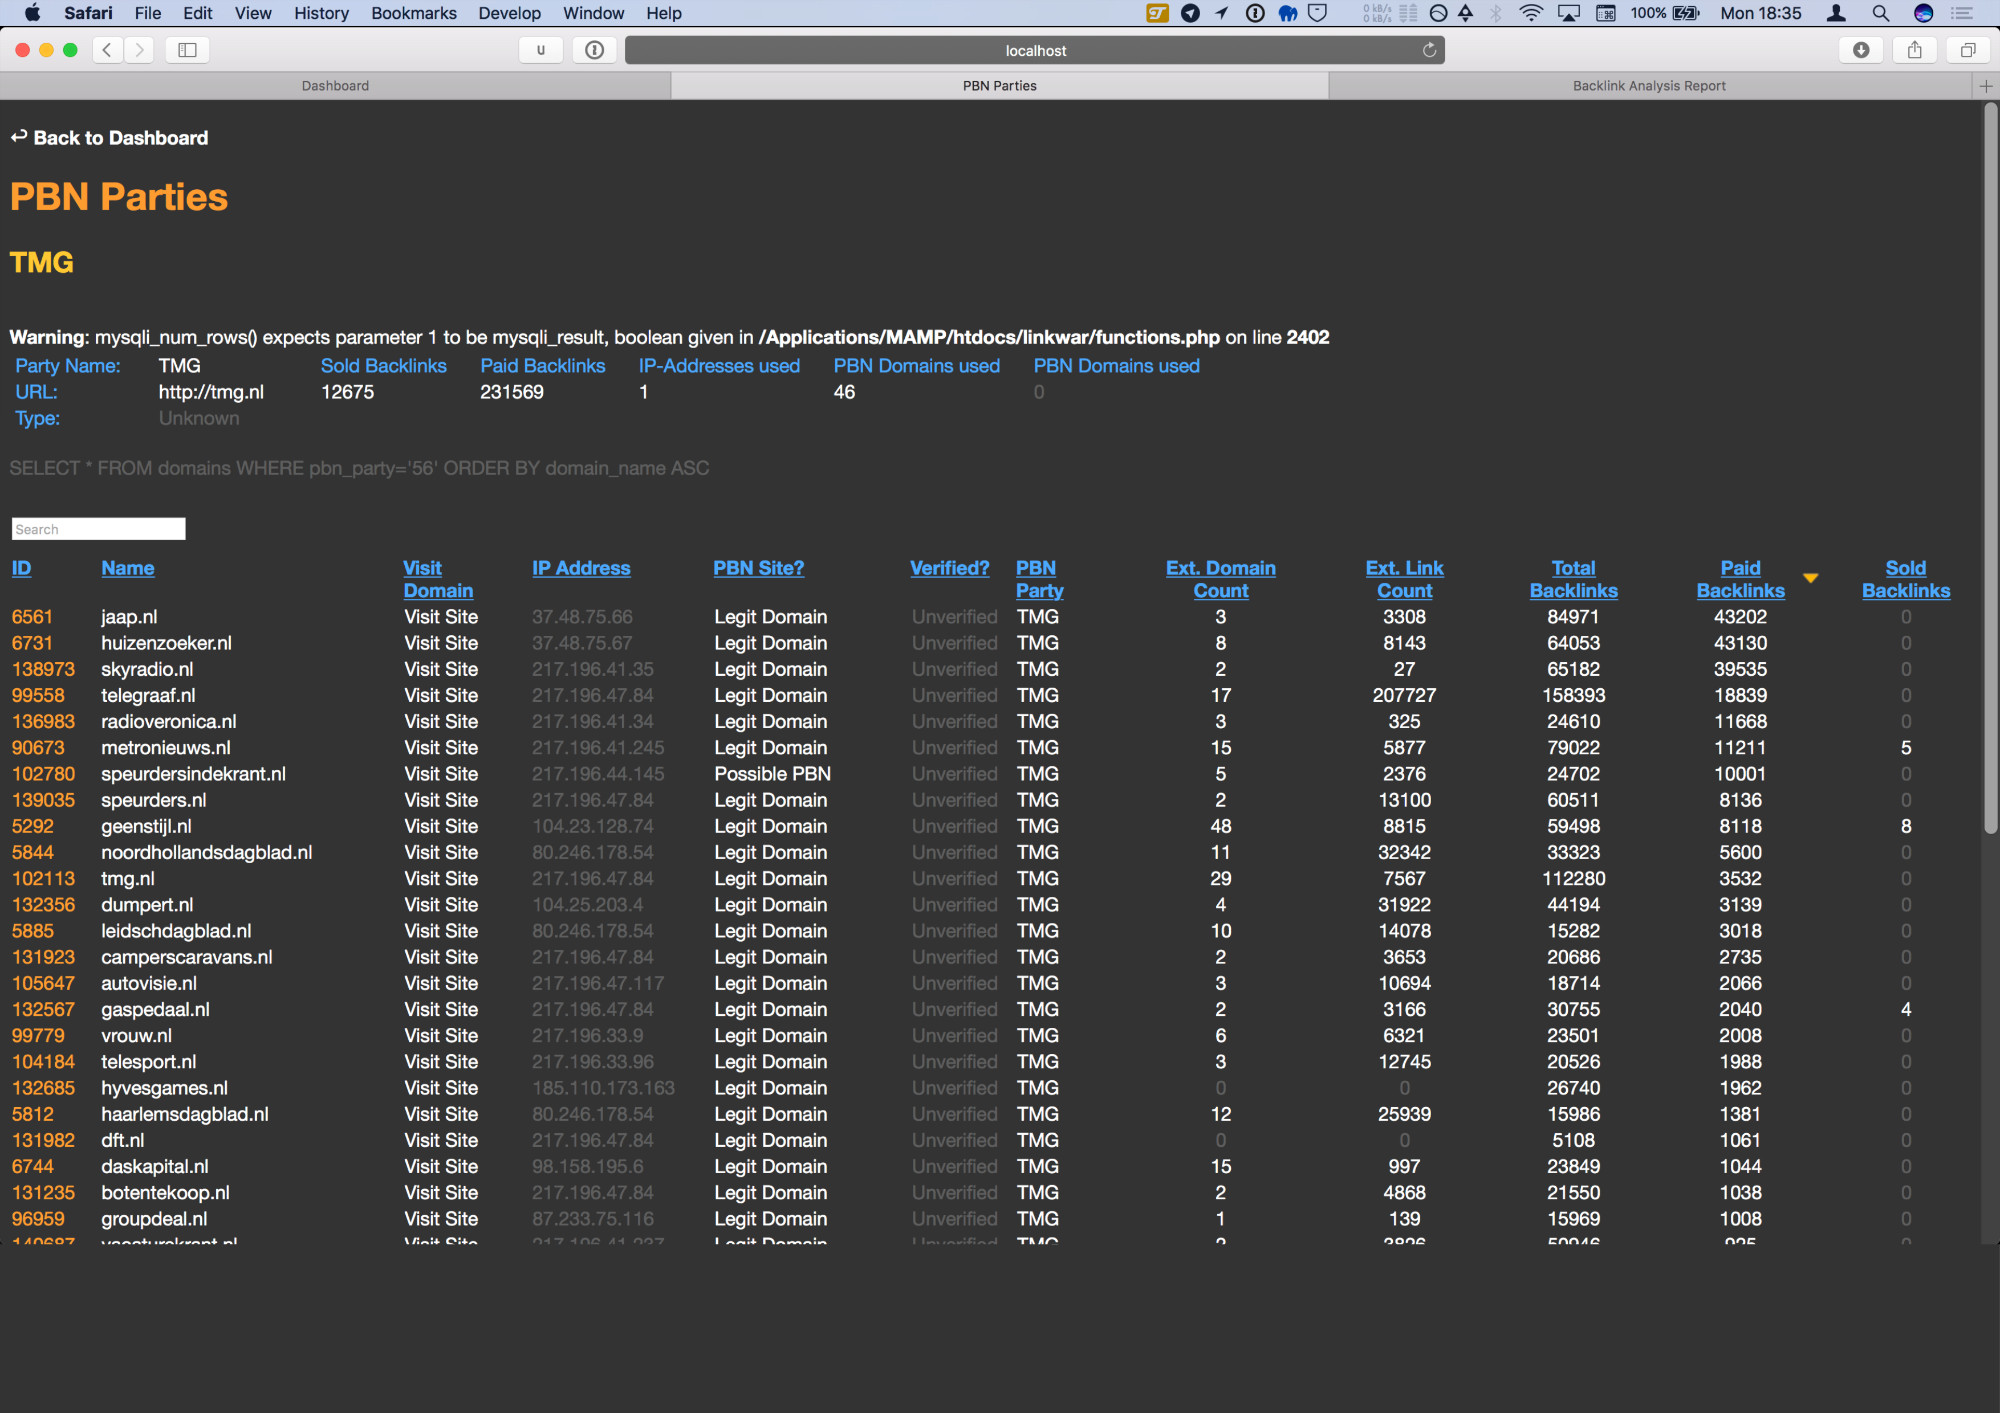 Safari File Edit View History Bookmarks Develop Window Help 0 kB/s 0 kB/s 100% Mon 18:35
u localhost
Dashboard PBN Parties Backlink Analysis Report
↩ Back to Dashboard
PBN Parties
TMG
Warning: mysqli_num_rows() expects parameter 1 to be mysqli_result, boolean given in /Applications/MAMP/htdocs/linkwar/functions.php on line 2402
Party Name: TMG Sold Backlinks Paid Backlinks IP-Addresses used PBN Domains used PBN Domains used
URL: http://tmg.nl 12675 231569 1 46 0
Type: Unknown
SELECT * FROM domains WHERE pbn_party='56' ORDER BY domain_name ASC
Search
ID Name Visit Domain IP Address PBN Site? Verified? PBN Party Ext. Domain Count Ext. Link Count Total Backlinks Paid Backlinks Sold Backlinks
6561 jaap.nl Visit Site 37.48.75.66 Legit Domain Unverified TMG 3 3308 84971 43202 0
6731 huizenzoeker.nl Visit Site 37.48.75.67 Legit Domain Unverified TMG 8 8143 64053 43130 0
138973 skyradio.nl Visit Site 217.196.41.35 Legit Domain Unverified TMG 2 27 65182 39535 0
99558 telegraaf.nl Visit Site 217.196.47.84 Legit Domain Unverified TMG 17 207727 158393 18839 0
136983 radioveronica.nl Visit Site 217.196.41.34 Legit Domain Unverified TMG 3 325 24610 11668 0
90673 metronieuws.nl Visit Site 217.196.41.245 Legit Domain Unverified TMG 15 5877 79022 11211 5
102780 speurdersindekrant.nl Visit Site 217.196.44.145 Possible PBN Unverified TMG 5 2376 24702 10001 0
139035 speurders.nl Visit Site 217.196.47.84 Legit Domain Unverified TMG 2 13100 60511 8136 0
5292 geenstijl.nl Visit Site 104.23.128.74 Legit Domain Unverified TMG 48 8815 59498 8118 8
5844 noordhollandsdagblad.nl Visit Site 80.246.178.54 Legit Domain Unverified TMG 11 32342 33323 5600 0
102113 tmg.nl Visit Site 217.196.47.84 Legit Domain Unverified TMG 29 7567 112280 3532 0
132356 dumpert.nl Visit Site 104.25.203.4 Legit Domain Unverified TMG 4 31922 44194 3139 0
5885 leidschdagblad.nl Visit Site 80.246.178.54 Legit Domain Unverified TMG 10 14078 15282 3018 0
131923 camperscaravans.nl Visit Site 217.196.47.84 Legit Domain Unverified TMG 2 3653 20686 2735 0
105647 autovisie.nl Visit Site 217.196.47.117 Legit Domain Unverified TMG 3 10694 18714 2066 0
132567 gaspedaal.nl Visit Site 217.196.47.84 Legit Domain Unverified TMG 2 3166 30755 2040 4
99779 vrouw.nl Visit Site 217.196.33.9 Legit Domain Unverified TMG 6 6321 23501 2008 0
104184 telesport.nl Visit Site 217.196.33.96 Legit Domain Unverified TMG 3 12745 20526 1988 0
132685 hyvesgames.nl Visit Site 185.110.173.163 Legit Domain Unverified TMG 0 0 26740 1962 0
5812 haarlemsdagblad.nl Visit Site 80.246.178.54 Legit Domain Unverified TMG 12 25939 15986 1381 0
131982 dft.nl Visit Site 217.196.47.84 Legit Domain Unverified TMG 0 0 5108 1061 0
6744 daskapital.nl Visit Site 98.158.195.6 Legit Domain Unverified TMG 15 997 23849 1044 0
131235 botentekoop.nl Visit Site 217.196.47.84 Legit Domain Unverified TMG 2 4868 21550 1038 0
96959 groupdeal.nl Visit Site 87.233.75.116 Legit Domain Unverified TMG 1 139 15969 1008 0
Visit Site Legit Domain Unverified TMG